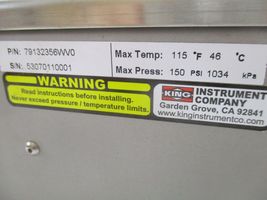 P/N: 79132356WV0 Max Temp: 115 °F 46 °C
S/N: 53070110001 Max Press: 150 PSI 1034 kPa
WARNING
Read instructions before installing.
Never exceed pressure / temperature limits.
KING INSTRUMENT
COMPANY
Garden Grove, CA 92841
www.kinginstrumentco.com